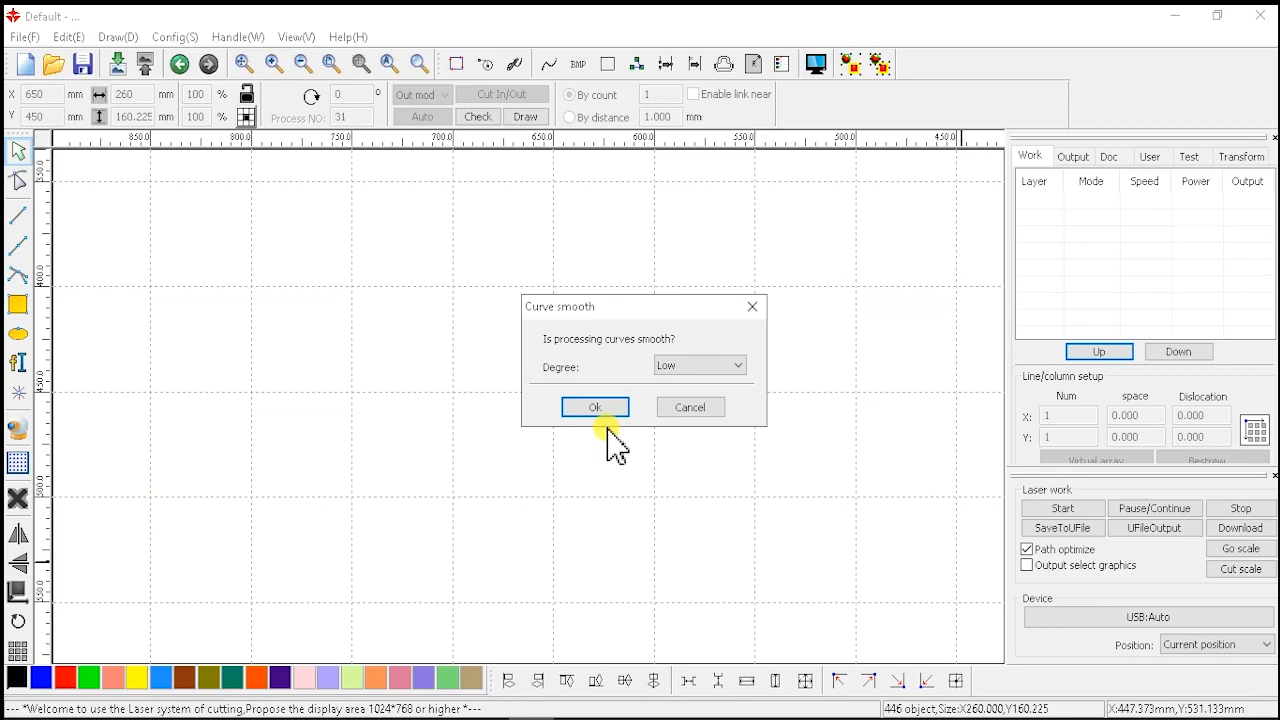 Default - ...
File(F) Edit(E) Draw(D) Config(S) Handle(W) View(V) Help(H)
BMP
X 650 mm 260 mm 100 % 0 ° Out mod Cut In/Out By count 1 Enable link near
Y 450 mm 160.225 mm 100 % Process NO: 31 Auto Check Draw By distance 1.000 mm
850.0 800.0 750.0 700.0 650.0 600.0 550.0 500.0 450.0
Work Output Doc User Test Transform
Layer Mode Speed Power Output
Curve smooth
Is processing curves smooth?
Degree: Low
Ok Cancel
Up Down
Line/column setup
Num space Dislocation
X: 1 0.000 0.000
Y: 1 0.000 0.000
Virtual array Bestrew
Laser work
Start Pause/Continue Stop
SaveToUFile UFileOutput Download
Path optimize Go scale
Output select graphics Cut scale
Device
USB:Auto
Position: Current position
--- *Welcome to use the Laser system of cutting,Propose the display area 1024*768 or higher *--- 446 object,Size:X260.000,Y160.225 X:447.373mm,Y:531.133mm